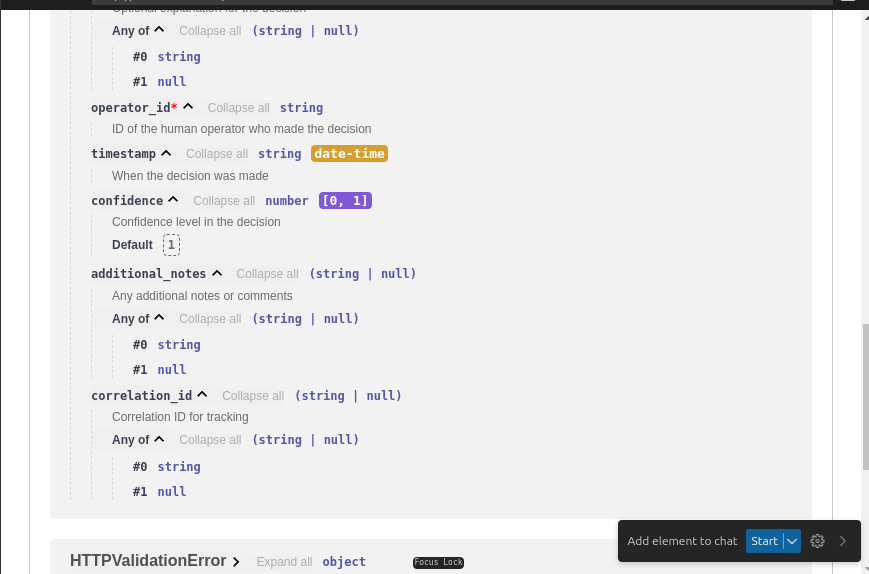 Optional explanation for the decision
Any of Collapse all (string | null)
#0 string
#1 null
operator_id* Collapse all string
ID of the human operator who made the decision
timestamp Collapse all string date-time
When the decision was made
confidence Collapse all number [0, 1]
Confidence level in the decision
Default 1
additional_notes Collapse all (string | null)
Any additional notes or comments
Any of Collapse all (string | null)
#0 string
#1 null
correlation_id Collapse all (string | null)
Correlation ID for tracking
Any of Collapse all (string | null)
#0 string
#1 null
Add element to chat Start
HTTPValidationError Expand all object Focus Lock